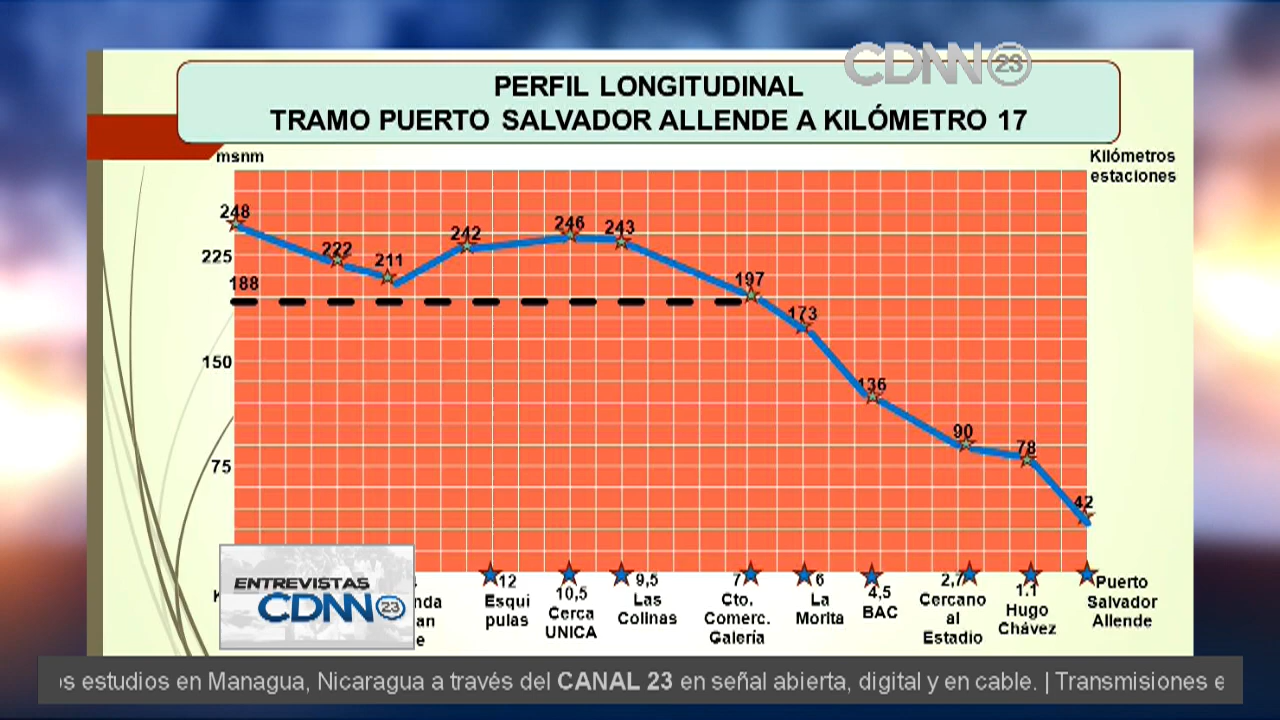 CDNN 23
PERFIL LONGITUDINAL
TRAMO PUERTO SALVADOR ALLENDE A KILÓMETRO 17
msnm
Kilómetros
estaciones
248
222
211
242
246
243
197
173
136
90
78
42
225
188
150
75
12
Esqui
pulas
10,5
Cerca
UNICA
9,5
Las
Colinas
7
Cto.
Comerc.
Galería
6
La
Morita
4,5
BAC
2,7
Cercano
al
Estadio
1.1
Hugo
Chávez
Puerto
Salvador
Allende
ENTREVISTAS
CDNN 23
os estudios en Managua, Nicaragua a través del CANAL 23 en señal abierta, digital y en cable. | Transmisiones e